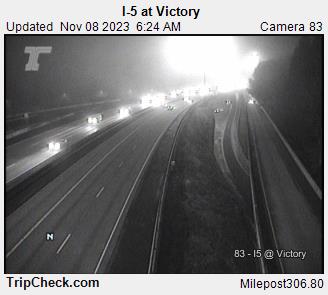 I-5 at Victory
Updated Nov 08 2023 6:24 AM Camera 83
T
N
83 - I5 @ Victory
TripCheck.com Milepost306.80